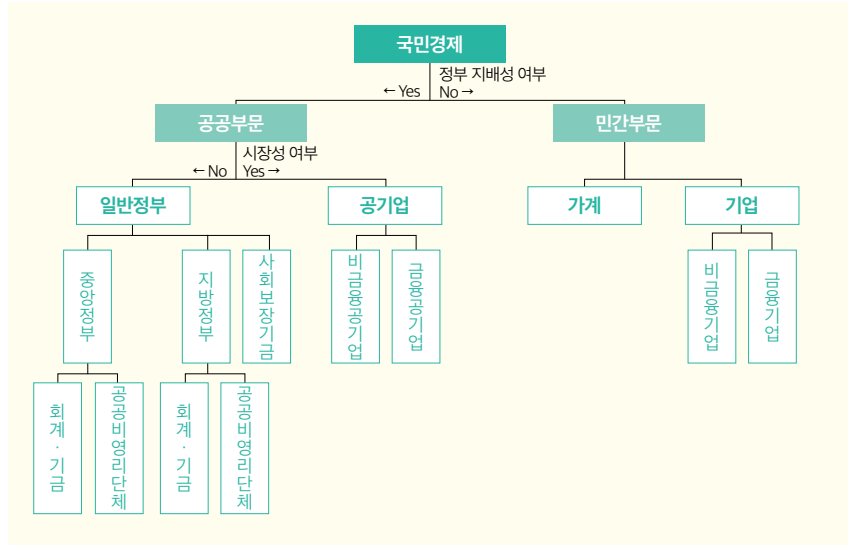 국민경제
정부 지배성 여부
← Yes No →
공공부문
민간부문
시장성 여부
← No Yes →
일반정부
공기업
가계
기업
중앙정부
지방정부
사회보장기금
비금융공기업
금융공기업
비금융기업
금융기업
회계·기금
공공비영리단체
회계·기금
공공비영리단체